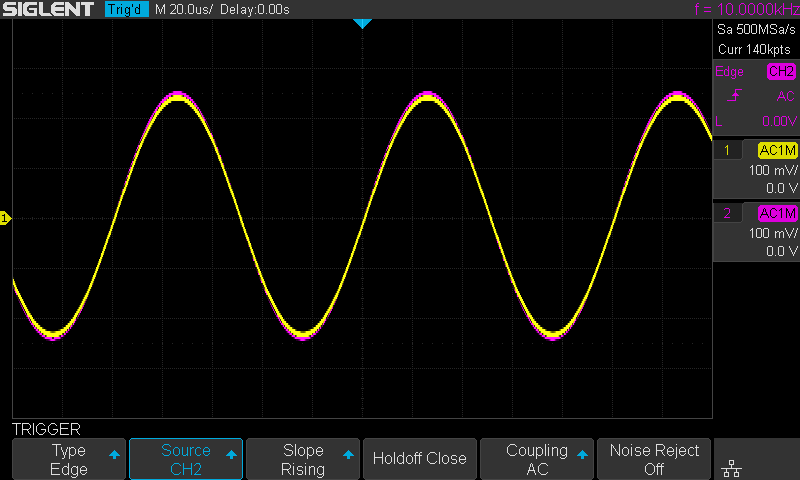 SIGLENT Trig'd M 20.0us/ Delay:0.00s f = 10.0000kHz
Sa 500MSa/s
Curr 140kpts
Edge CH2
AC
L 0.00V
1 AC1M
100 mV/
0.0 V
2 AC1M
100 mV/
0.0 V
1
TRIGGER
Type Source Slope Holdoff Close Coupling Noise Reject
Edge CH2 Rising AC Off